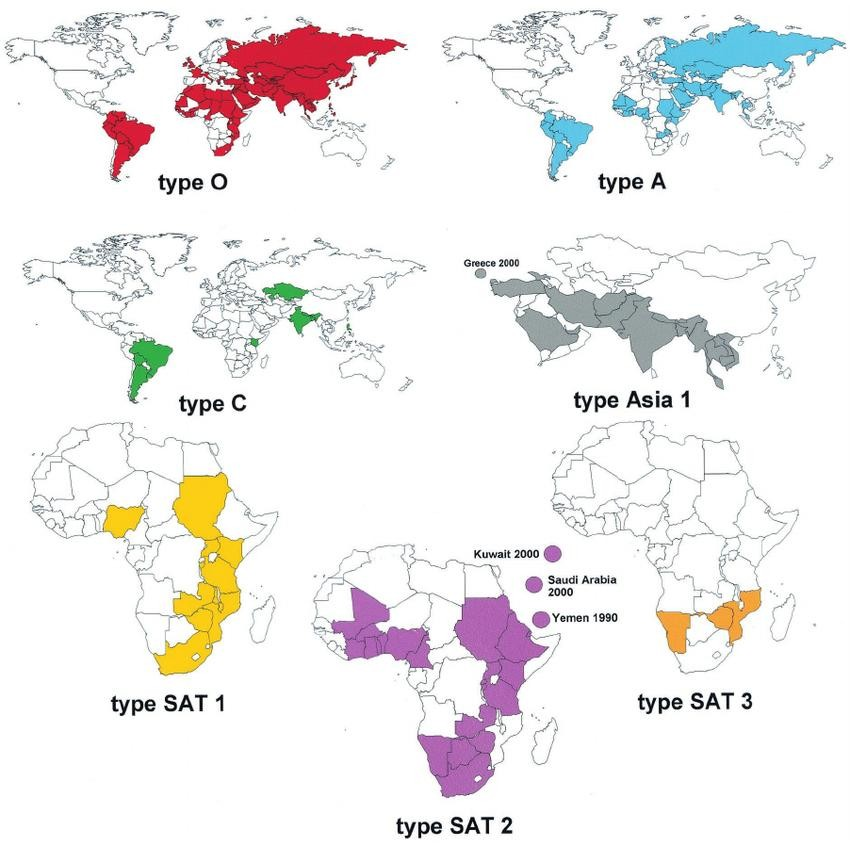 type O
type A
Greece 2000
type C
type Asia 1
Kuwait 2000
Saudi Arabia
2000
Yemen 1990
type SAT 1
type SAT 3
type SAT 2